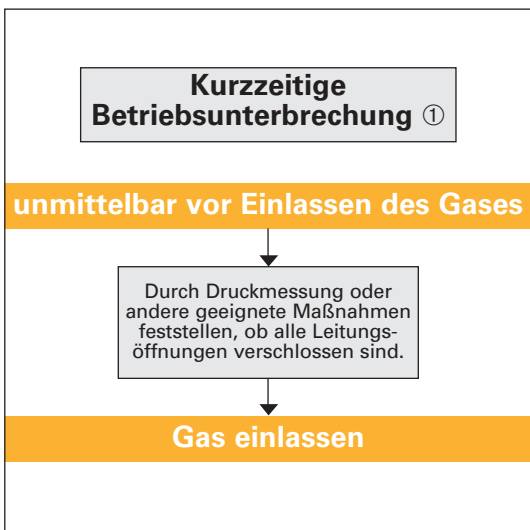 Kurzzeitige
Betriebsunterbrechung ①
unmittelbar vor Einlassen des Gases
Durch Druckmessung oder
andere geeignete Maßnahmen
feststellen, ob alle Leitungs-
öffnungen verschlossen sind.
Gas einlassen